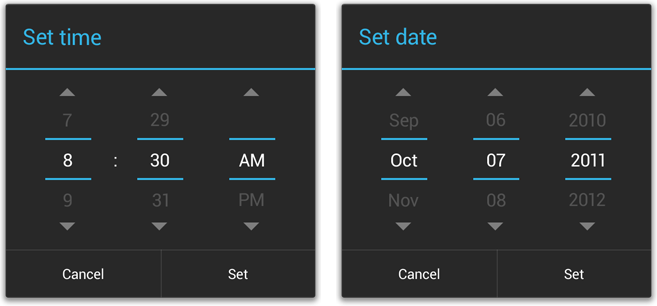 Set time
7 29
8 : 30 AM
9 31 PM
Cancel Set
Set date
Sep 06 2010
Oct 07 2011
Nov 08 2012
Cancel Set